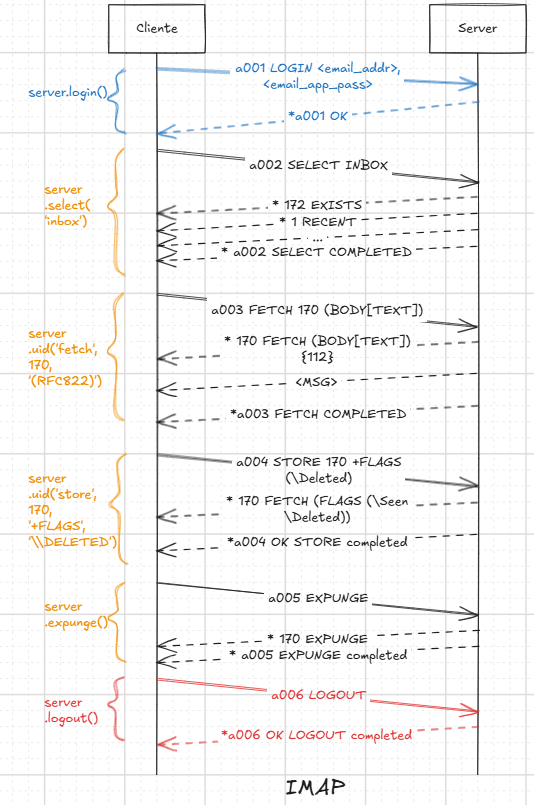 Cliente
Server
server.login()
a001 LOGIN <email_addr>,
<email_app_pass>
*a001 OK
server
.select(
'inbox')
a002 SELECT INBOX
* 172 EXISTS
* 1 RECENT
...
* a002 SELECT COMPLETED
server
.uid('fetch',
170,
'(RFC822)')
a003 FETCH 170 (BODY[TEXT])
* 170 FETCH (BODY[TEXT])
{112}
<MSG>
*a003 FETCH COMPLETED
server
.uid('store',
170,
'+FLAGS',
'\\DELETED')
a004 STORE 170 +FLAGS
(\Deleted)
* 170 FETCH (FLAGS (\Seen
\Deleted))
*a004 OK STORE completed
server
.expunge()
a005 EXPUNGE
* 170 EXPUNGE
* a005 EXPUNGE completed
server
.logout()
a006 LOGOUT
*a006 OK LOGOUT completed
IMAP